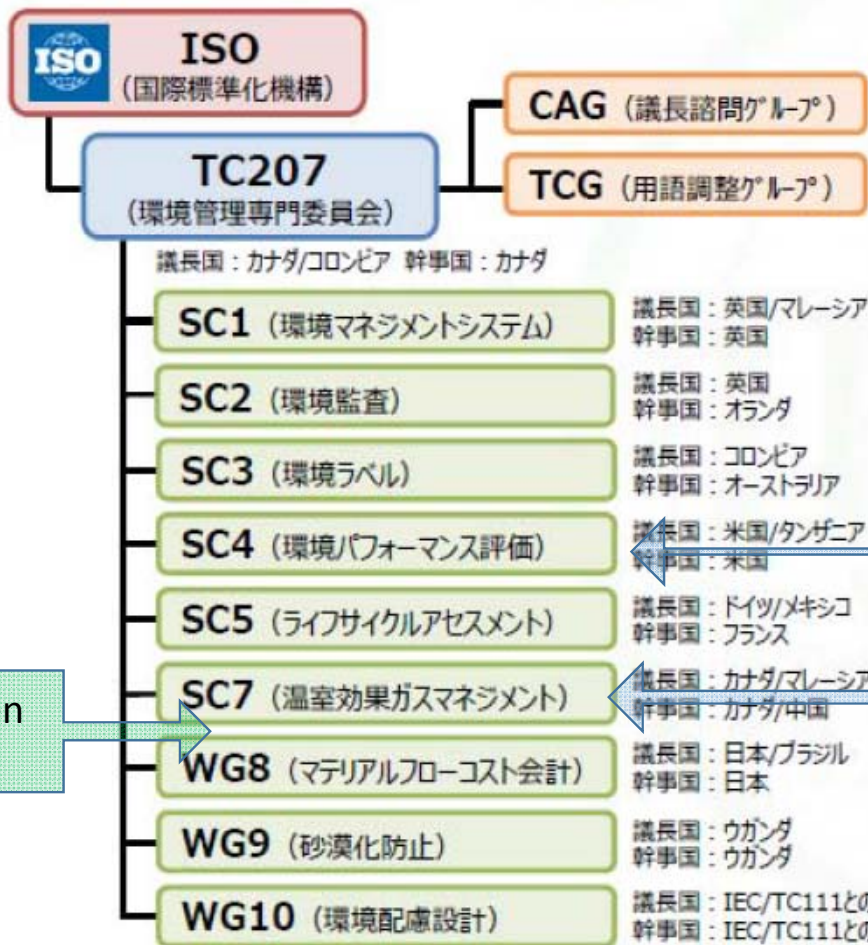 ISO
ISO
（国際標準化機構）
CAG（議長諮問ｸﾞﾙｰﾌﾟ）
TC207
（環境管理専門委員会）
TCG（用語調整ｸﾞﾙｰﾌﾟ）
議長国：カナダ/コロンビア 幹事国：カナダ
SC1（環境マネジメントシステム）
議長国：英国/マレーシア
幹事国：英国
SC2（環境監査）
議長国：英国
幹事国：オランダ
SC3（環境ラベル）
議長国：コロンビア
幹事国：オーストラリア
SC4（環境パフォーマンス評価）
議長国：米国/タンザニア
幹事国：米国
SC5（ライフサイクルアセスメント）
議長国：ドイツ/メキシコ
幹事国：フランス
SC7（温室効果ガスマネジメント）
議長国：カナダ/マレーシア
幹事国：カナダ/中国
n
WG8（マテリアルフローコスト会計）
議長国：日本/ブラジル
幹事国：日本
WG9（砂漠化防止）
議長国：ウガンダ
幹事国：ウガンダ
WG10（環境配慮設計）
議長国：IEC/TC111との
幹事国：IEC/TC111との